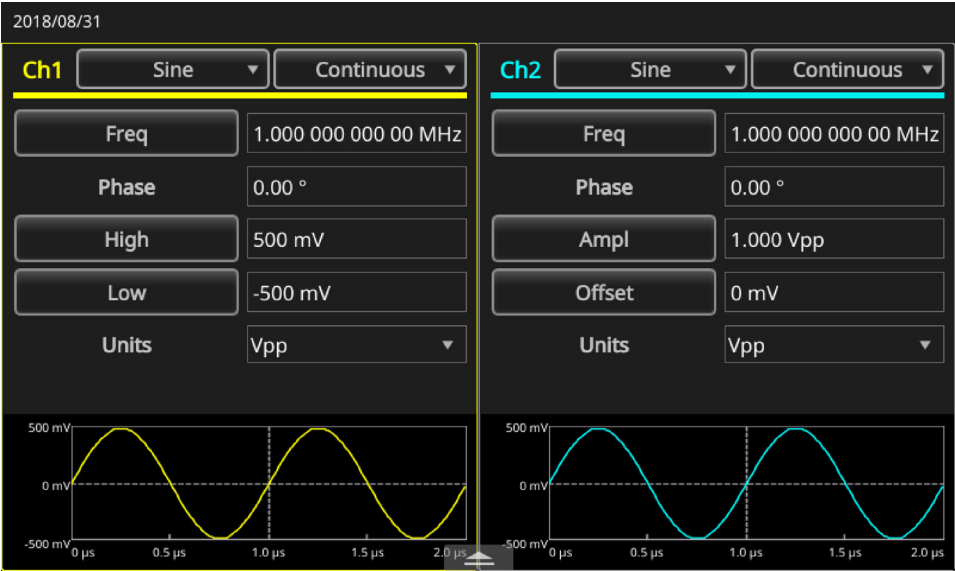 2018/08/31
Ch1 Sine Continuous
Freq 1.000 000 000 00 MHz
Phase 0.00 °
High 500 mV
Low -500 mV
Units Vpp
500 mV
0 mV
-500 mV
0 µs 0.5 µs 1.0 µs 1.5 µs 2.0 µs
Ch2 Sine Continuous
Freq 1.000 000 000 00 MHz
Phase 0.00 °
Ampl 1.000 Vpp
Offset 0 mV
Units Vpp
500 mV
0 mV
-500 mV
0 µs 0.5 µs 1.0 µs 1.5 µs 2.0 µs